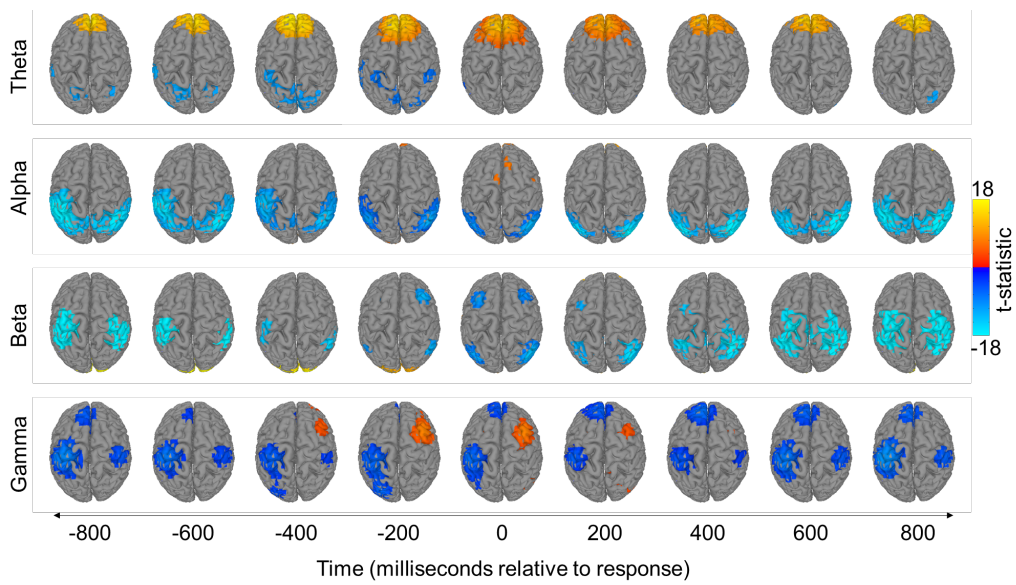 Theta
Alpha
Beta
Gamma
18
t-statistic
-18
-800 -600 -400 -200 0 200 400 600 800
Time (milliseconds relative to response)